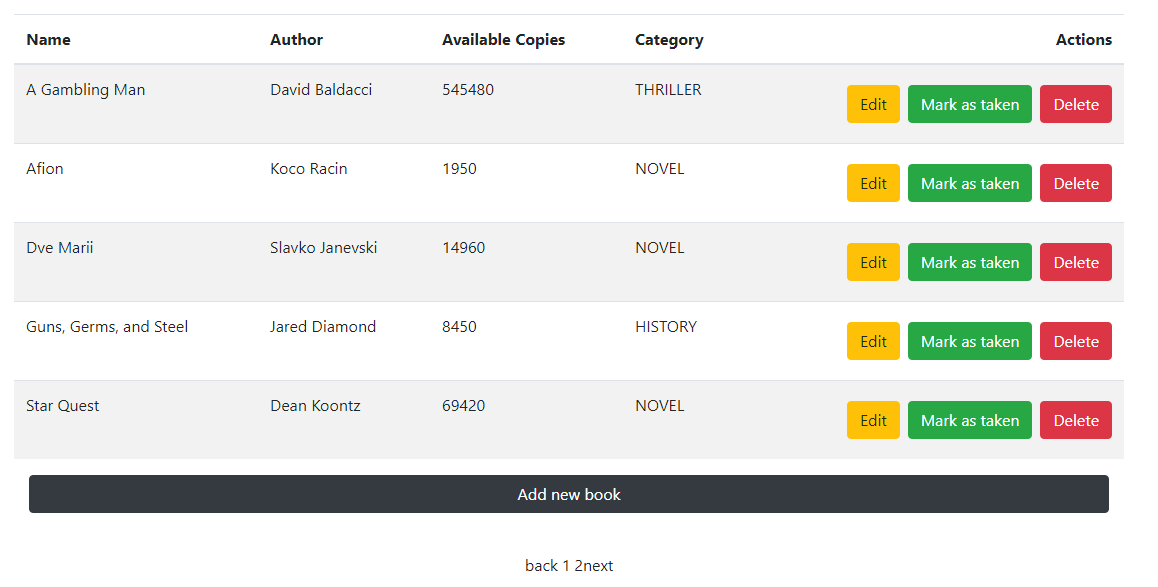 Name Author Available Copies Category Actions
A Gambling Man David Baldacci 545480 THRILLER Edit Mark as taken Delete
Afion Koco Racin 1950 NOVEL Edit Mark as taken Delete
Dve Marii Slavko Janevski 14960 NOVEL Edit Mark as taken Delete
Guns, Germs, and Steel Jared Diamond 8450 HISTORY Edit Mark as taken Delete
Star Quest Dean Koontz 69420 NOVEL Edit Mark as taken Delete
Add new book
back 1 2next